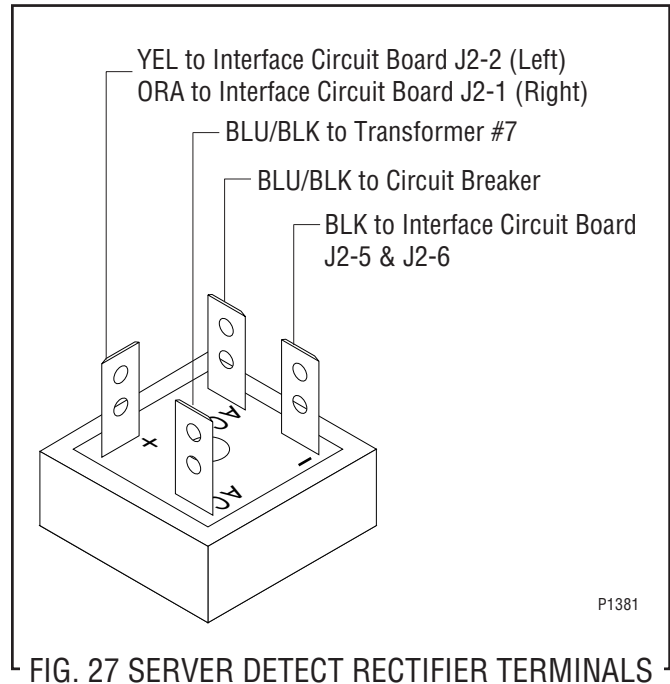 YEL to Interface Circuit Board J2-2 (Left)
ORA to Interface Circuit Board J2-1 (Right)
BLU/BLK to Transformer #7
BLU/BLK to Circuit Breaker
BLK to Interface Circuit Board
J2-5 & J2-6
AC
+
−
AC
P1381
FIG. 27 SERVER DETECT RECTIFIER TERMINALS